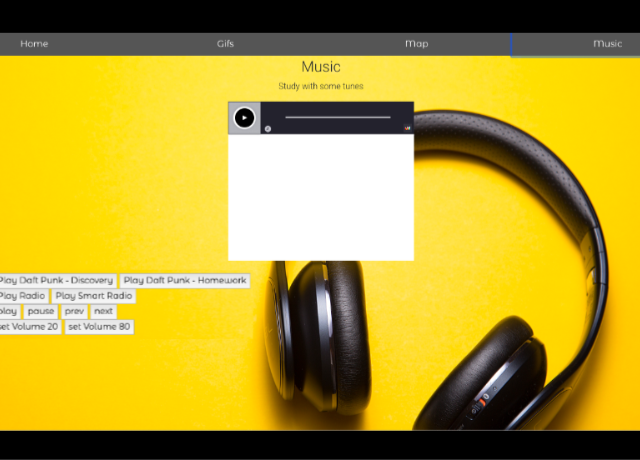 Home Gifs Map Music
Music
Study with some tunes
Play Daft Punk - Discovery Play Daft Punk - Homework
Play Radio Play Smart Radio
play pause prev next
set Volume 20 set Volume 80